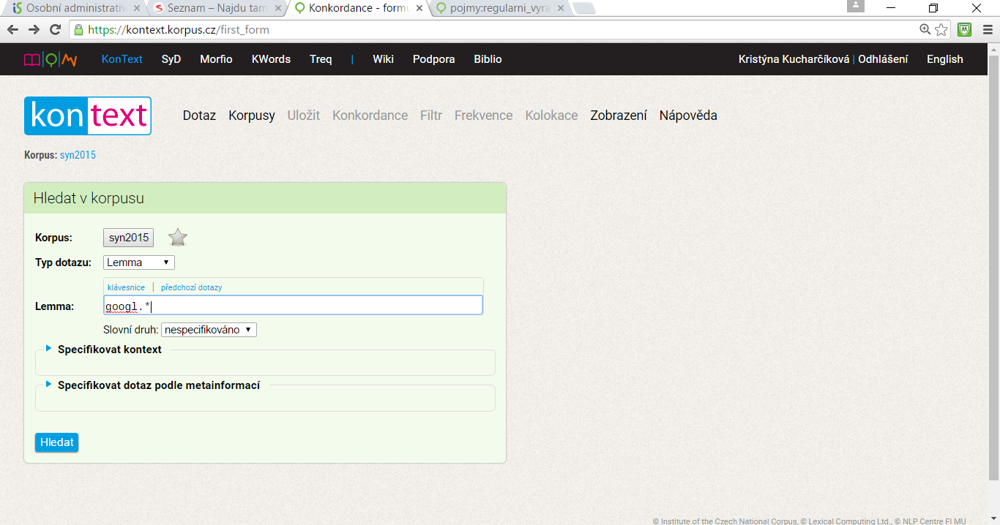 Osobní administrativ Seznam – Najdu tam Konkordance - formu pojmy:regularni_vyra
https://kontext.korpus.cz/first_form
KonText SyD Morfio KWords Treq | Wiki Podpora Biblio Kristýna Kucharčíková | Odhlášení English
kontext Dotaz Korpusy Uložit Konkordance Filtr Frekvence Kolokace Zobrazení Nápověda
Korpus: syn2015
Hledat v korpusu
Korpus: syn2015
Typ dotazu: Lemma
klávesnice | předchozí dotazy
Lemma: googl.*
Slovní druh: nespecifikováno
Specifikovat kontext
Specifikovat dotaz podle metainformací
Hledat
© Institute of the Czech National Corpus, © Lexical Computing Ltd., © NLP Centre FI MU